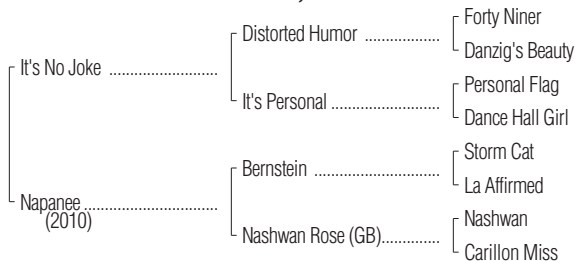 Forty Niner
Distorted Humor ..................
Danzig's Beauty
It's No Joke ..........................
Personal Flag
It's Personal ..........................
Dance Hall Girl
Storm Cat
Bernstein ..............................
La Affirmed
Napanee ................................
(2010)
Nashwan
Nashwan Rose (GB)..............
Carillon Miss